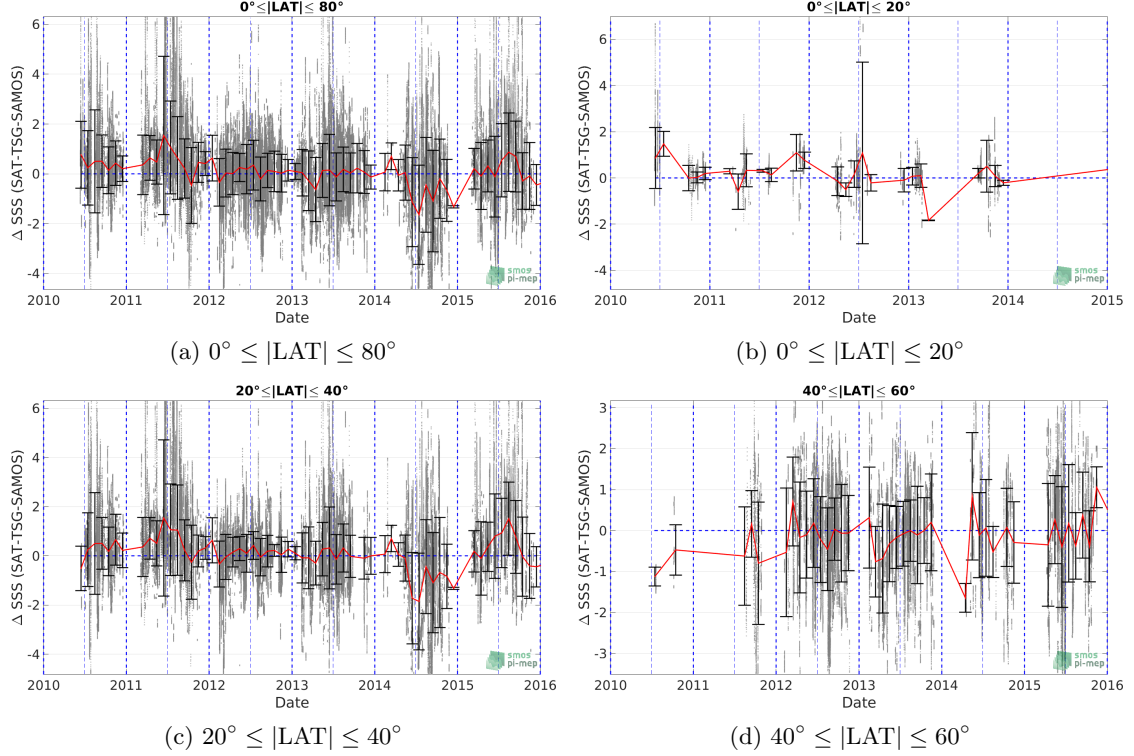 0°≤|LAT|≤ 80°
Δ SSS (SAT-TSG-SAMOS)
6
4
2
0
-2
-4
smos
pi-mep
2010 2011 2012 2013 2014 2015 2016
Date
(a) 0° ≤ |LAT| ≤ 80°
0°≤|LAT|≤ 20°
Δ SSS (SAT-TSG-SAMOS)
6
4
2
0
-2
-4
smos
pi-mep
2010 2011 2012 2013 2014 2015
Date
(b) 0° ≤ |LAT| ≤ 20°
20°≤|LAT|≤ 40°
Δ SSS (SAT-TSG-SAMOS)
6
4
2
0
-2
-4
smos
pi-mep
2010 2011 2012 2013 2014 2015 2016
Date
(c) 20° ≤ |LAT| ≤ 40°
40°≤|LAT|≤ 60°
Δ SSS (SAT-TSG-SAMOS)
3
2
1
0
-1
-2
-3
smos
pi-mep
2010 2011 2012 2013 2014 2015 2016
Date
(d) 40° ≤ |LAT| ≤ 60°